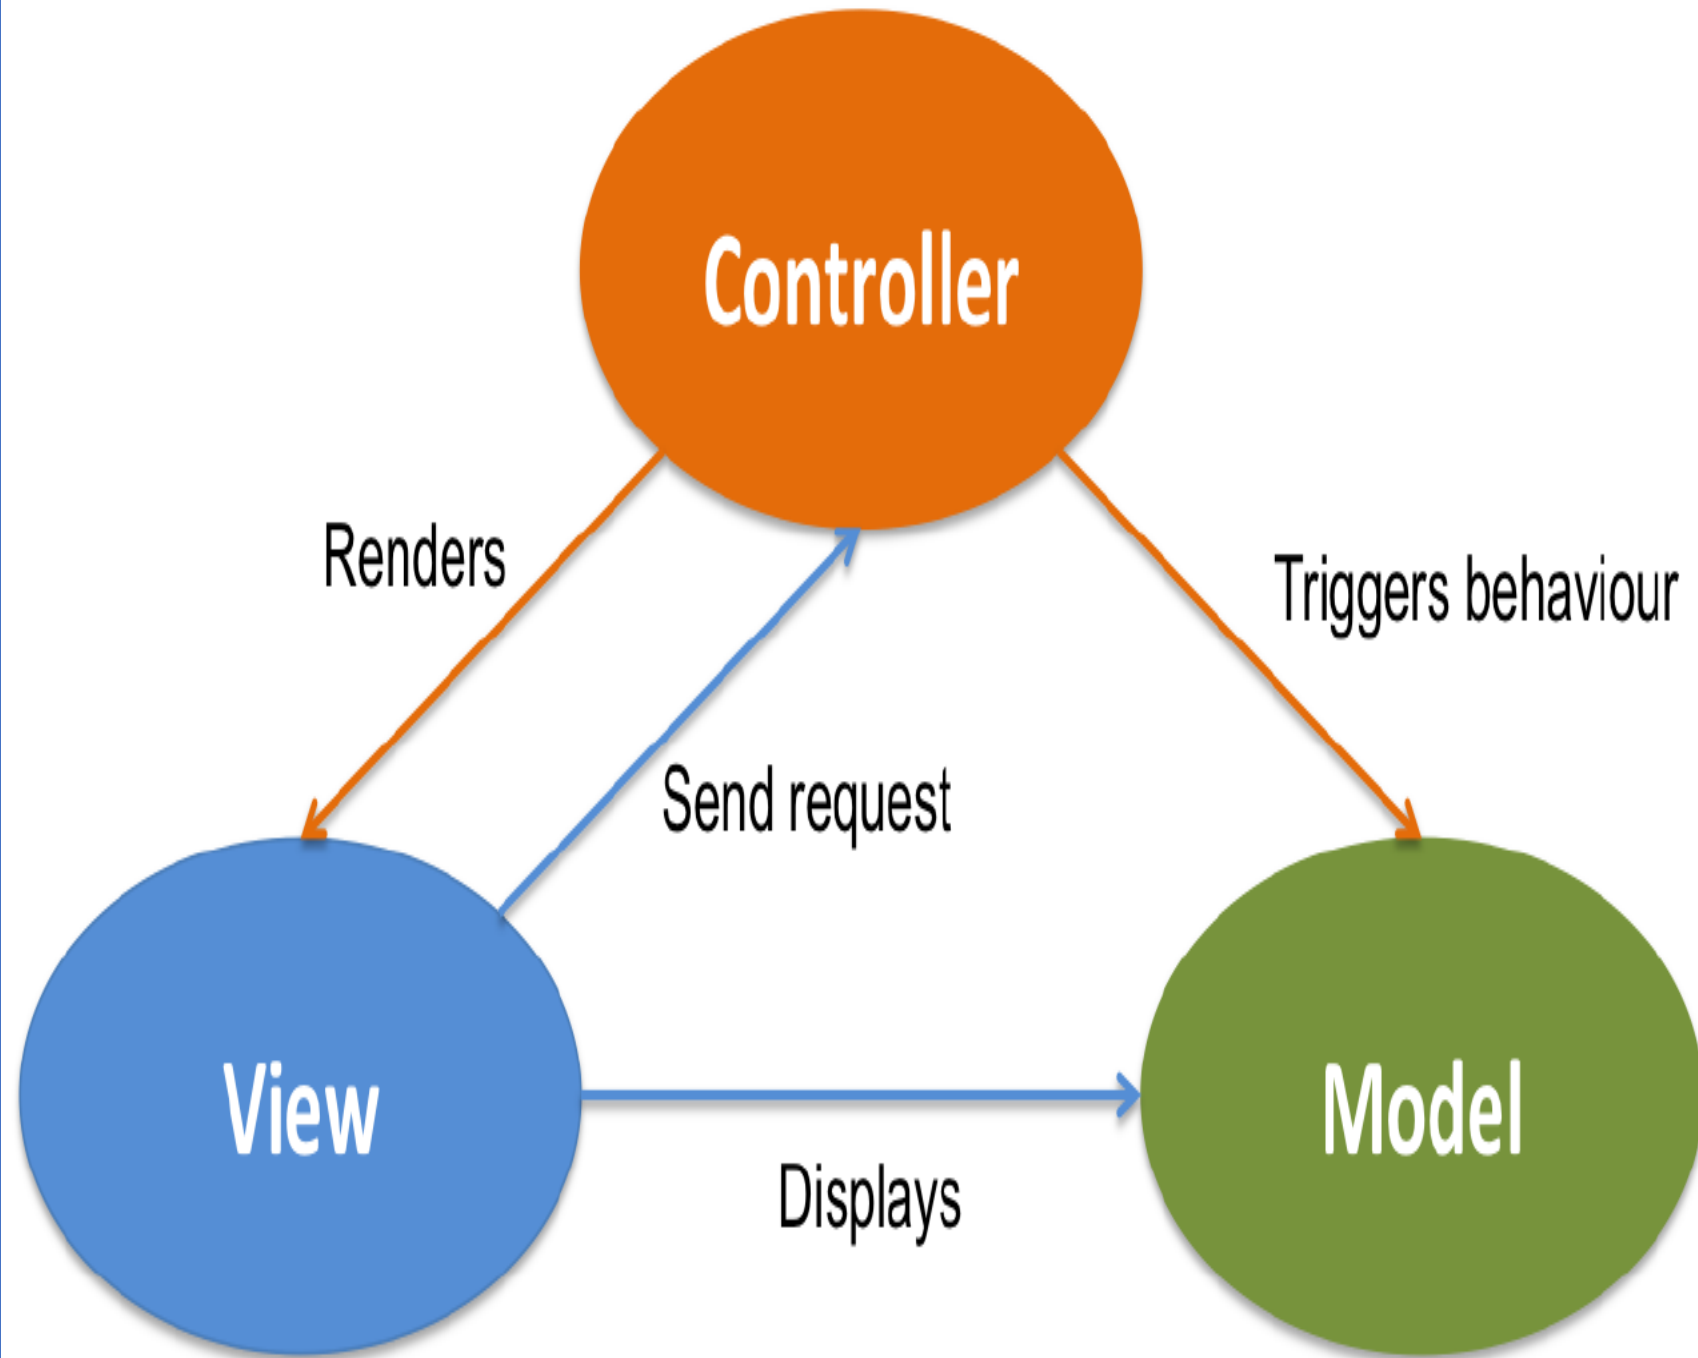 Controller
Renders
Triggers behaviour
Send request
View
Model
Displays